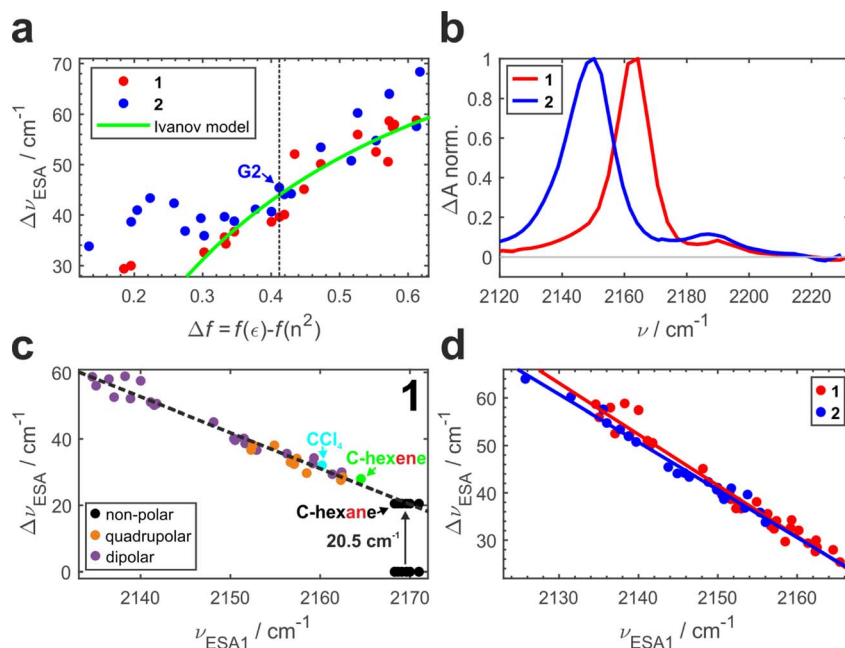 a
Δν_ESA / cm⁻¹
70
60
50
40
30
1
2
Ivanov model
G2
0.2 0.3 0.4 0.5 0.6
Δf = f(ϵ)-f(n²)
b
ΔA norm.
1
0.8
0.6
0.4
0.2
0
1
2
2120 2140 2160 2180 2200 2220
ν / cm⁻¹
c
Δν_ESA / cm⁻¹
60
40
20
0
1
CCl₄
C-hexene
C-hexane
20.5 cm⁻¹
non-polar
quadrupolar
dipolar
2140 2150 2160 2170
ν_ESA1 / cm⁻¹
d
Δν_ESA / cm⁻¹
60
50
40
30
1
2
2130 2140 2150 2160
ν_ESA1 / cm⁻¹